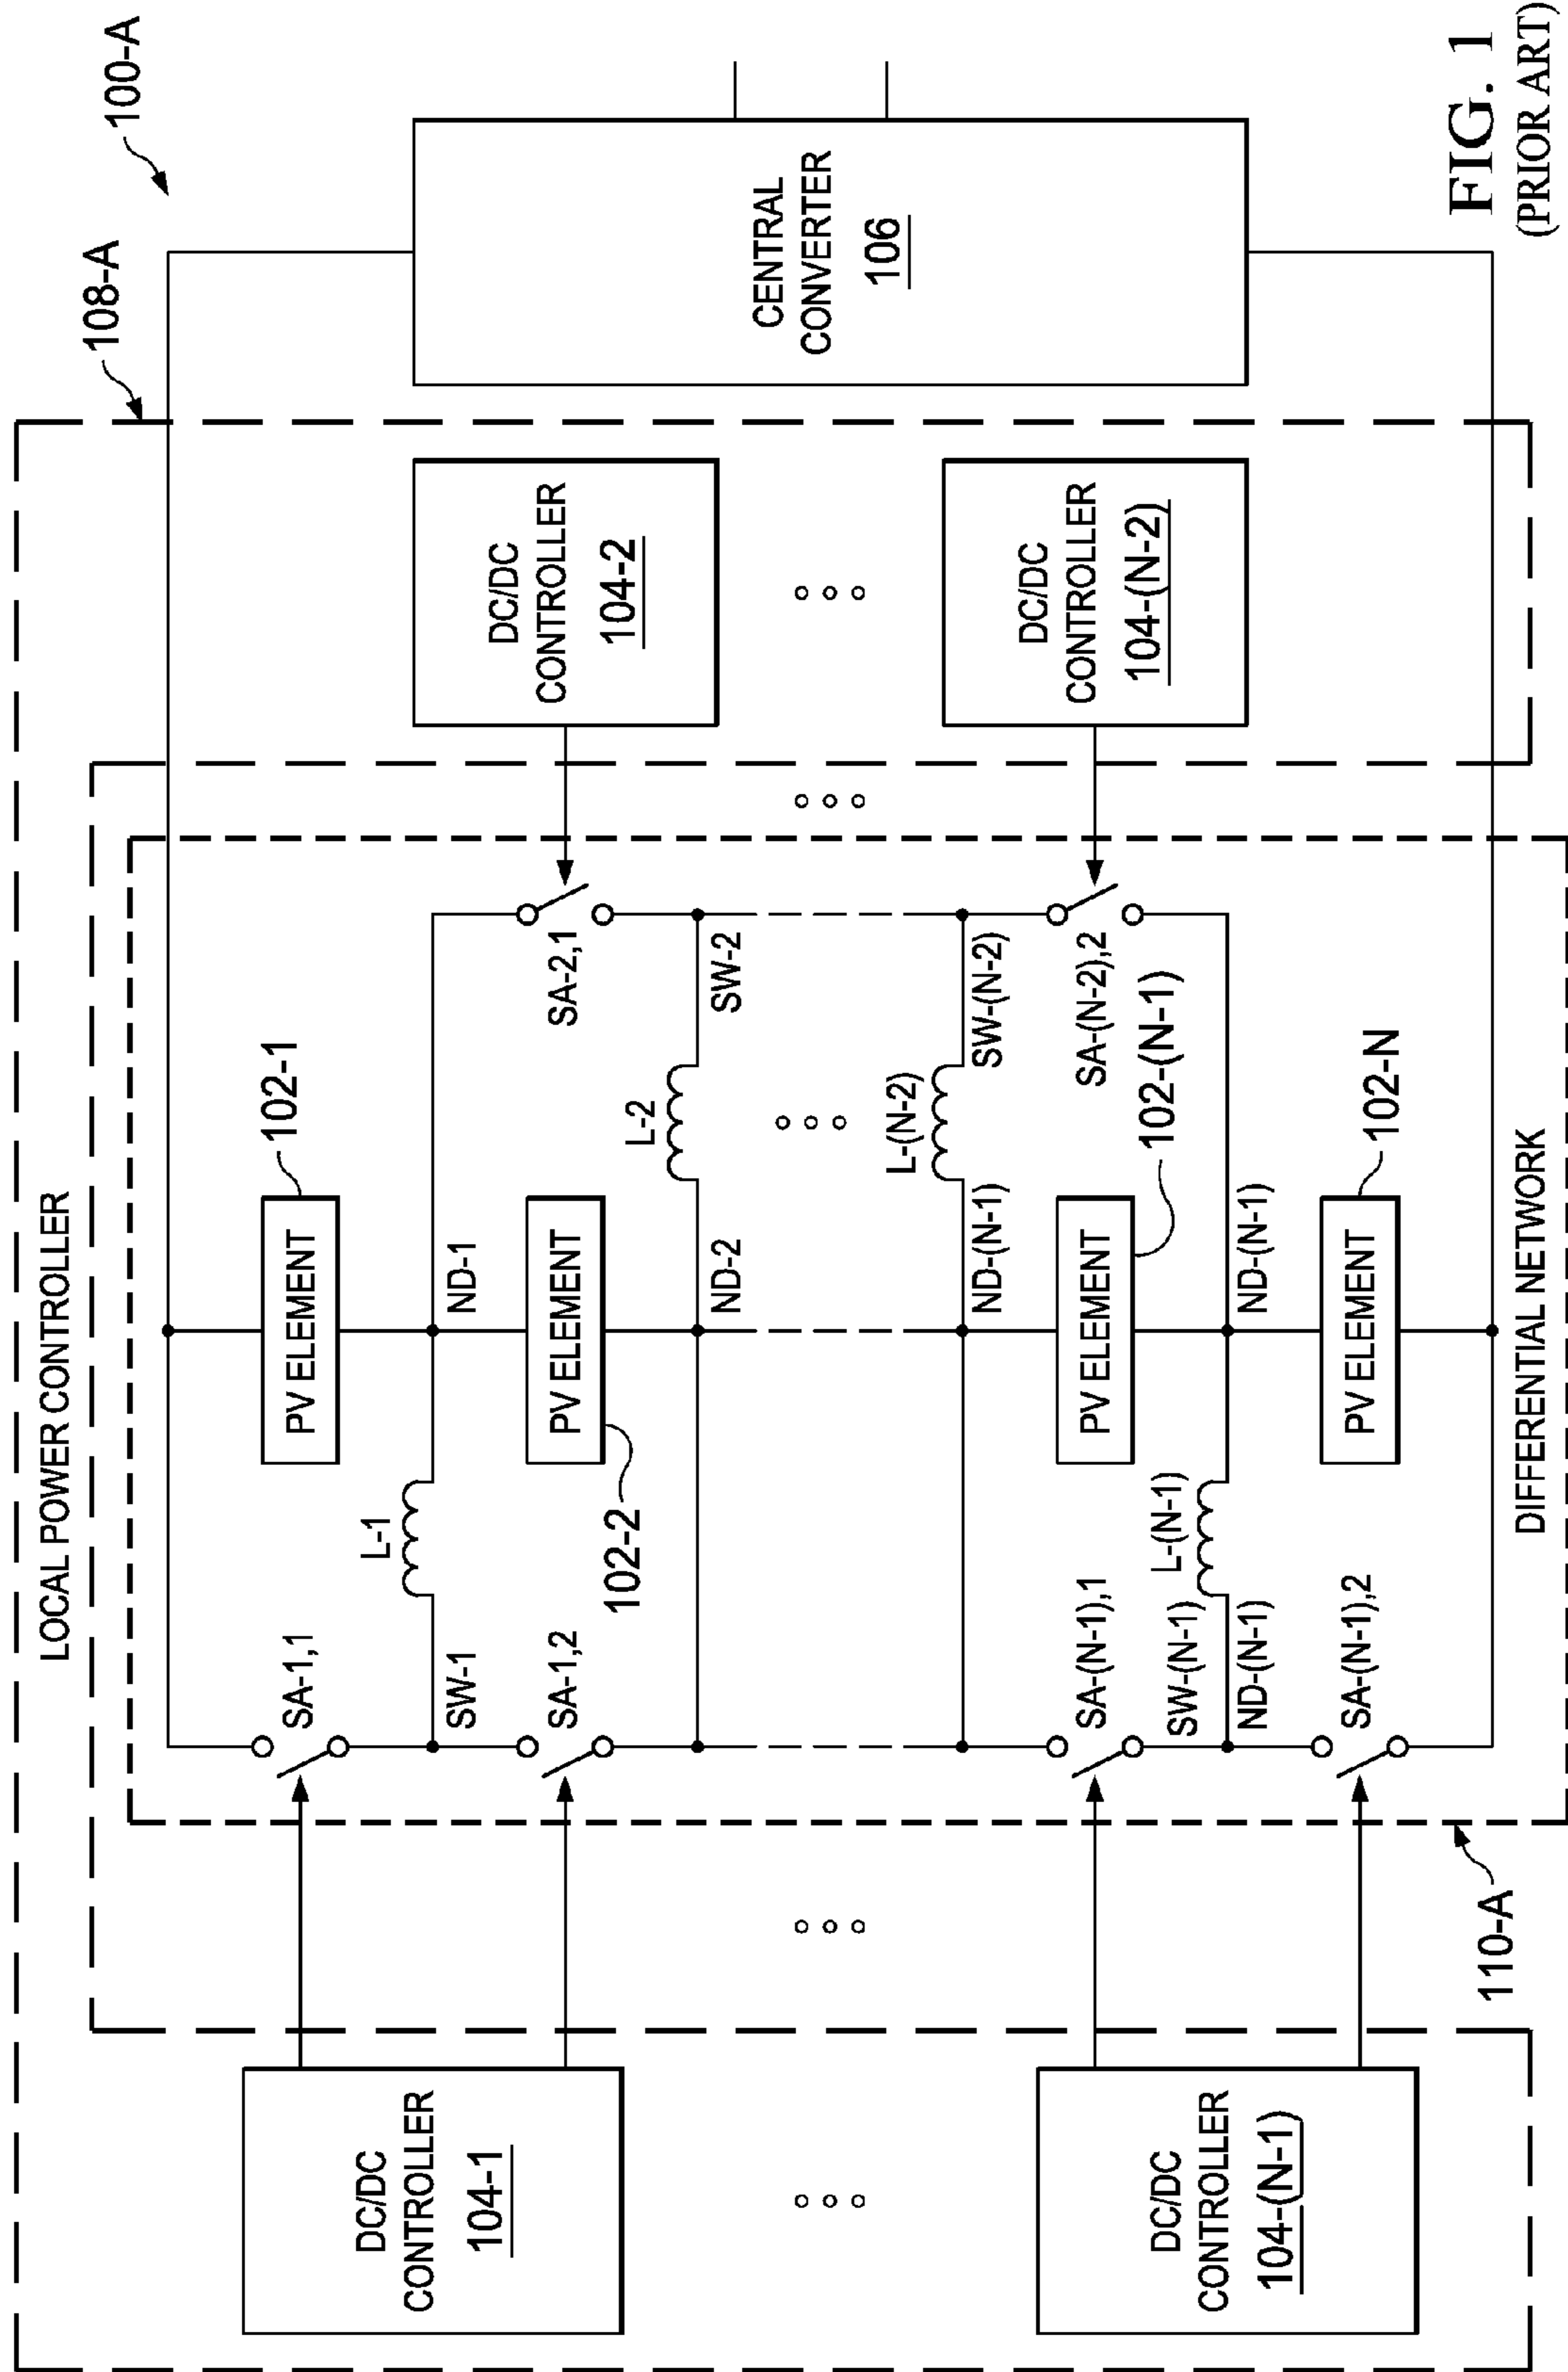 LOCAL POWER CONTROLLER
108-A
100-A
DC/DC
CONTROLLER
104-1
SA-1,1
SW-1
SA-1,2
L-1
PV ELEMENT
102-1
ND-1
PV ELEMENT
102-2
ND-2
L-2
SA-2,1
SW-2
DC/DC
CONTROLLER
104-2
CENTRAL
CONVERTER
106
DC/DC
CONTROLLER
104-(N-1)
SA-(N-1),1
SW-(N-1)
ND-(N-1)
SA-(N-1),2
L-(N-1)
ND-(N-1)
L-(N-2)
SW-(N-2)
PV ELEMENT
102-(N-1)
ND-(N-1)
SA-(N-2),2
PV ELEMENT
102-N
DC/DC
CONTROLLER
104-(N-2)
110-A
DIFFERENTIAL NETWORK
FIG. 1
(PRIOR ART)